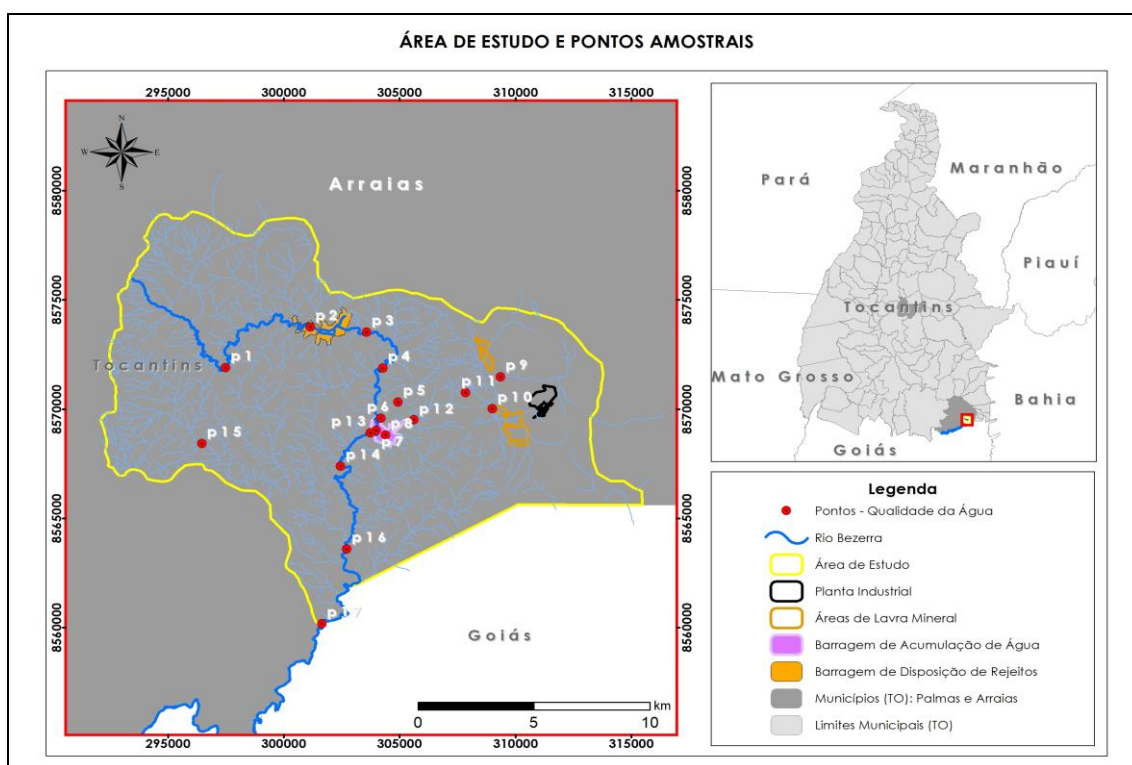 ÁREA DE ESTUDO E PONTOS AMOSTRAIS
295000 300000 305000 310000 315000
N
W E
S
Arraias
8580000 8580000
8575000 8575000
p2
p3
p1
p4
Tocantins
p9
p11
p5
p10
8570000 8570000
p6
p12
p13
p8
p7
p15
p14
8565000 8565000
p16
p17
Goiás
8560000 8560000
0 5 10
km
295000 300000 305000 310000 315000
Pará
Maranhão
Piauí
Tocantins
Mato Grosso
Bahia
Goiás
Legenda
Pontos - Qualidade da Água
Rio Bezerra
Área de Estudo
Planta Industrial
Áreas de Lavra Mineral
Barragem de Acumulação de Água
Barragem de Disposição de Rejeitos
Municípios (TO): Palmas e Arraias
Limites Municipais (TO)